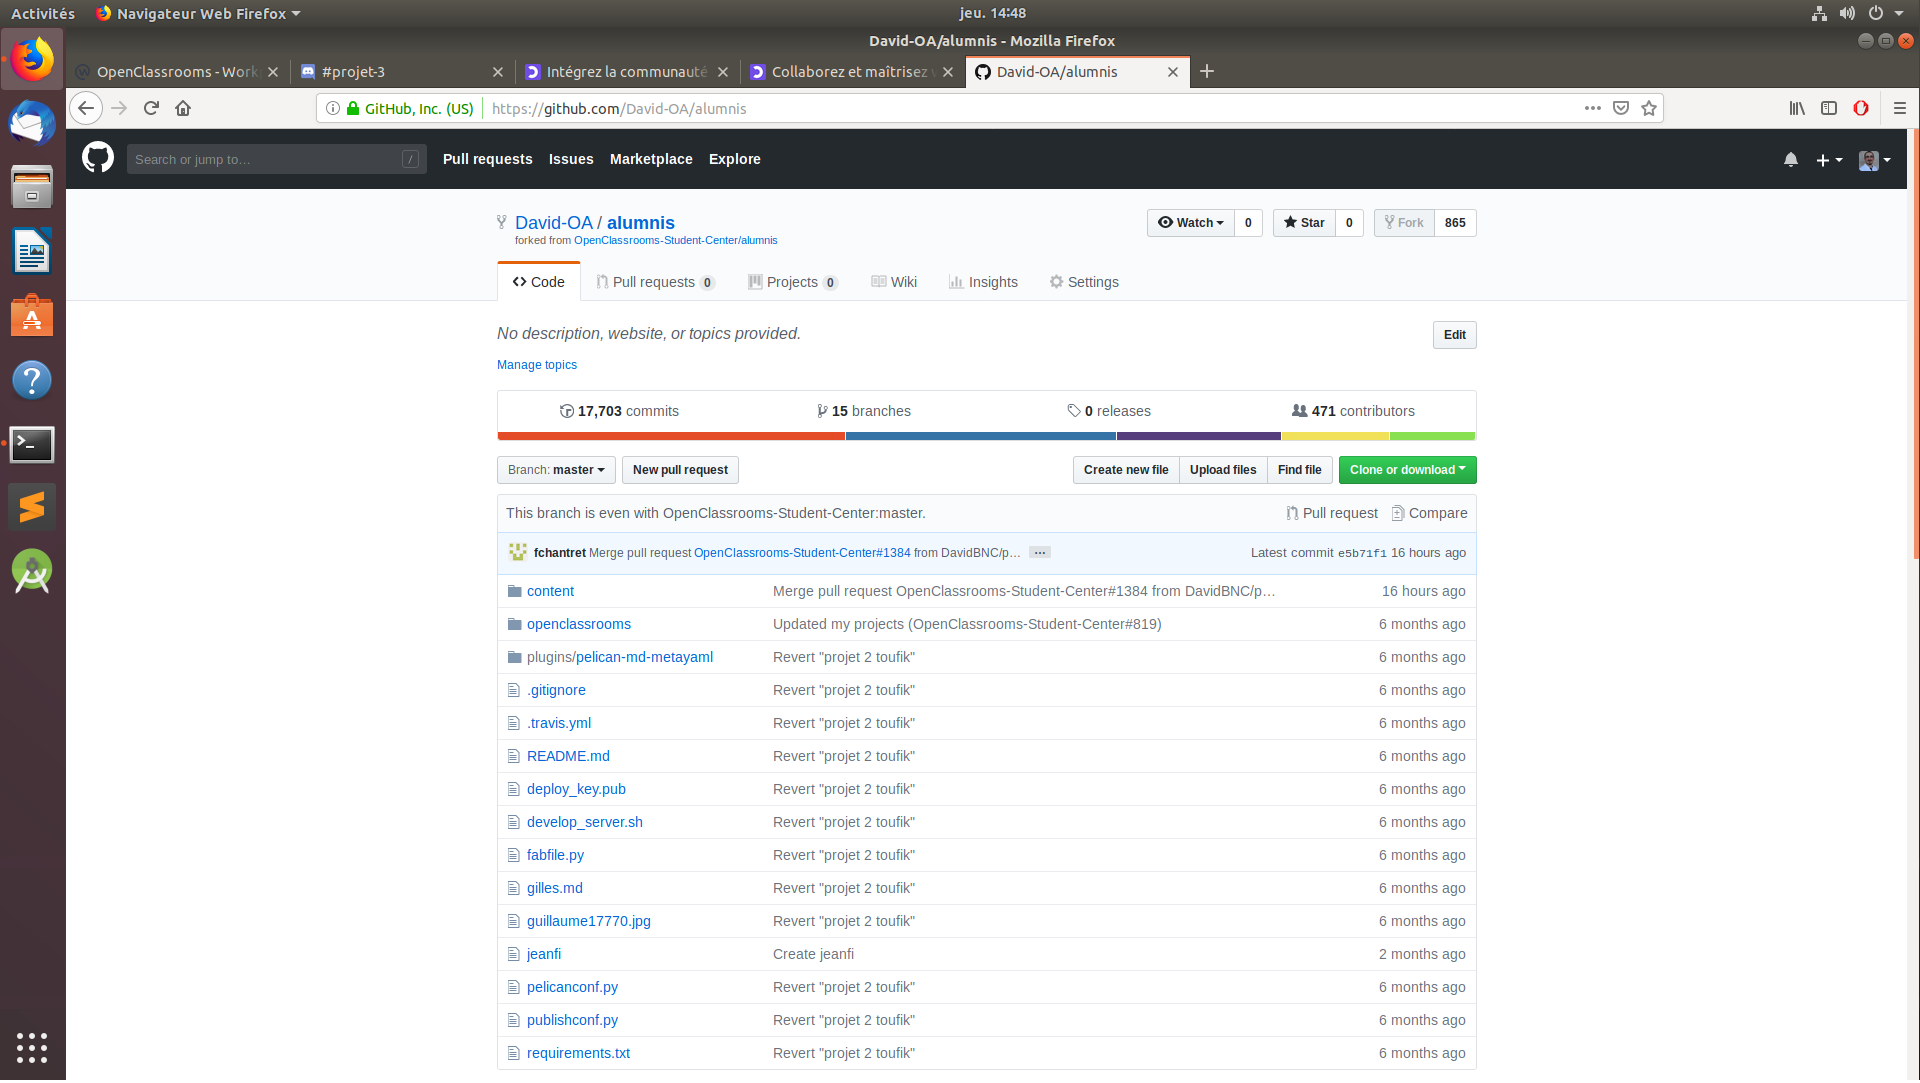 Activités Navigateur Web Firefox jeu. 14:48
David-OA/alumnis - Mozilla Firefox
OpenClassrooms - Work #projet-3 Intégrez la communauté Collaborez et maîtrisez David-OA/alumnis
GitHub, Inc. (US) https://github.com/David-OA/alumnis
Search or jump to… / Pull requests Issues Marketplace Explore
David-OA / alumnis Watch 0 Star 0 Fork 865
forked from OpenClassrooms-Student-Center/alumnis
Code Pull requests 0 Projects 0 Wiki Insights Settings
No description, website, or topics provided. Edit
Manage topics
17,703 commits 15 branches 0 releases 471 contributors
Branch: master New pull request Create new file Upload files Find file Clone or download
This branch is even with OpenClassrooms-Student-Center:master. Pull request Compare
fchantret Merge pull request OpenClassrooms-Student-Center#1384 from DavidBNC/p… … Latest commit e5b71f1 16 hours ago
content Merge pull request OpenClassrooms-Student-Center#1384 from DavidBNC/p… 16 hours ago
openclassrooms Updated my projects (OpenClassrooms-Student-Center#819) 6 months ago
plugins/pelican-md-metayaml Revert "projet 2 toufik" 6 months ago
.gitignore Revert "projet 2 toufik" 6 months ago
.travis.yml Revert "projet 2 toufik" 6 months ago
README.md Revert "projet 2 toufik" 6 months ago
deploy_key.pub Revert "projet 2 toufik" 6 months ago
develop_server.sh Revert "projet 2 toufik" 6 months ago
fabfile.py Revert "projet 2 toufik" 6 months ago
gilles.md Revert "projet 2 toufik" 6 months ago
guillaume17770.jpg Revert "projet 2 toufik" 6 months ago
jeanfi Create jeanfi 2 months ago
pelicanconf.py Revert "projet 2 toufik" 6 months ago
publishconf.py Revert "projet 2 toufik" 6 months ago
requirements.txt Revert "projet 2 toufik" 6 months ago